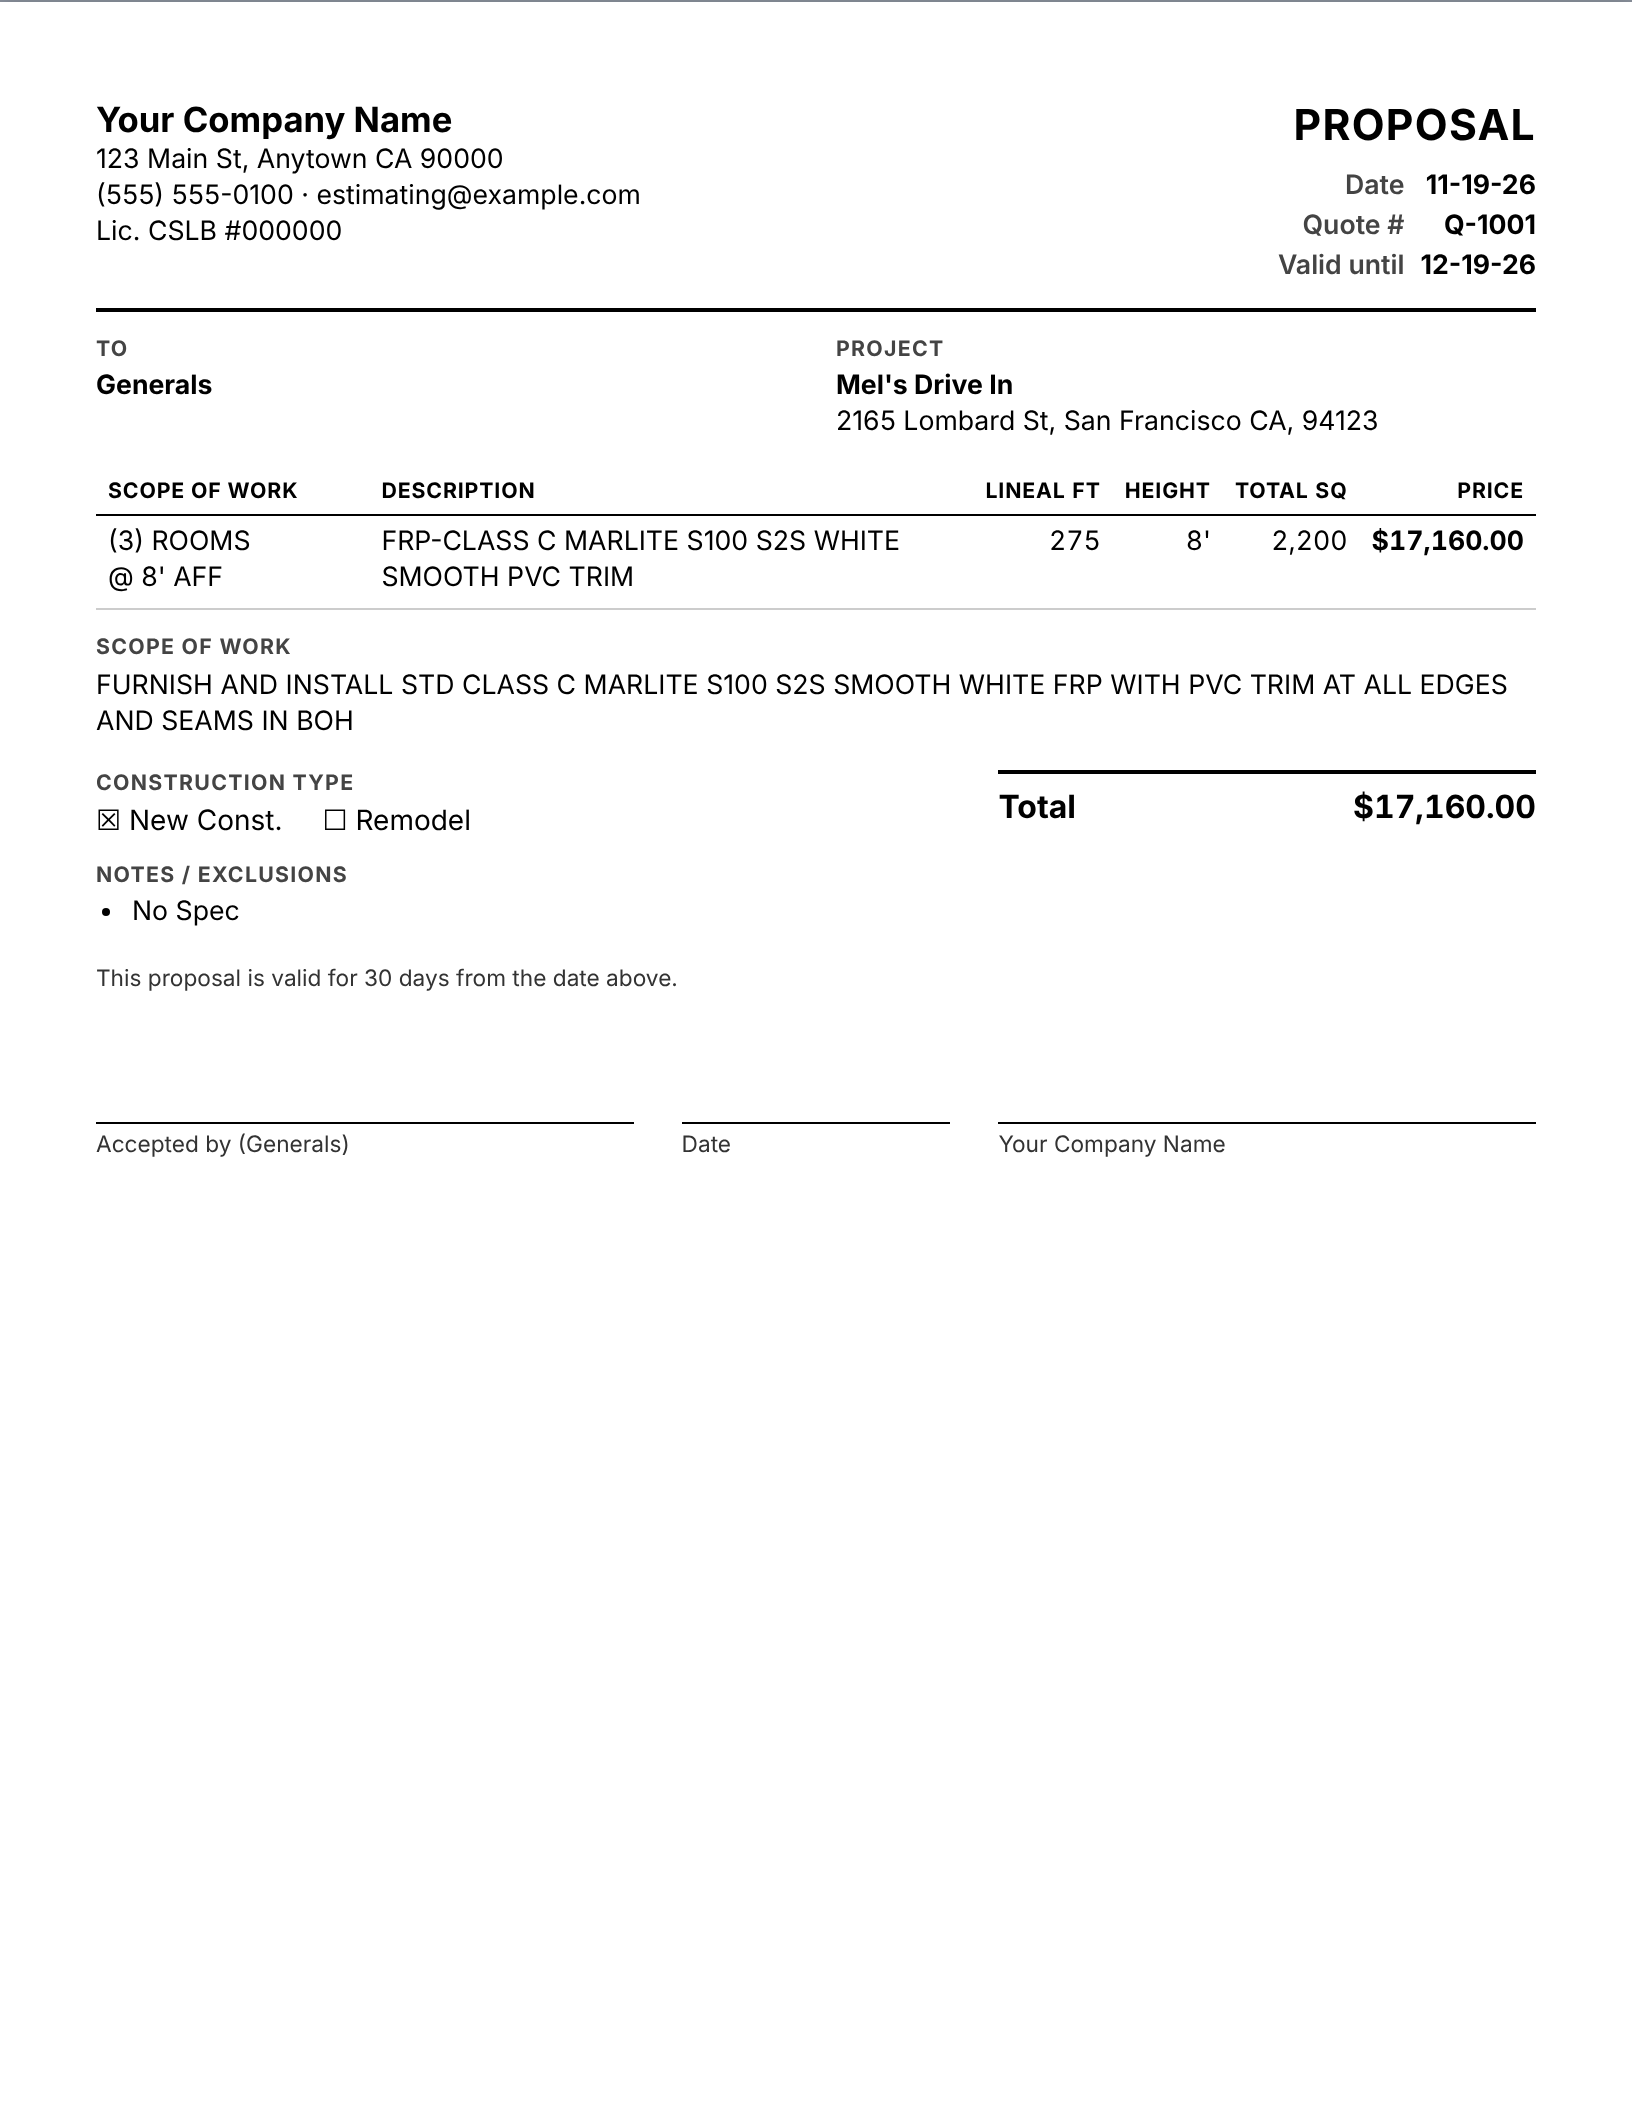 Your Company Name
123 Main St, Anytown CA 90000
(555) 555-0100 · estimating@example.com
Lic. CSLB #000000
PROPOSAL
Date 11-19-26
Quote # Q-1001
Valid until 12-19-26
TO
Generals
PROJECT
Mel's Drive In
2165 Lombard St, San Francisco CA, 94123
SCOPE OF WORK DESCRIPTION LINEAL FT HEIGHT TOTAL SQ PRICE
(3) ROOMS FRP-CLASS C MARLITE S100 S2S WHITE 275 8' 2,200 $17,160.00
@ 8' AFF SMOOTH PVC TRIM
SCOPE OF WORK
FURNISH AND INSTALL STD CLASS C MARLITE S100 S2S SMOOTH WHITE FRP WITH PVC TRIM AT ALL EDGES
AND SEAMS IN BOH
CONSTRUCTION TYPE
☒ New Const. ☐ Remodel
Total $17,160.00
NOTES / EXCLUSIONS
• No Spec
This proposal is valid for 30 days from the date above.
Accepted by (Generals) Date Your Company Name